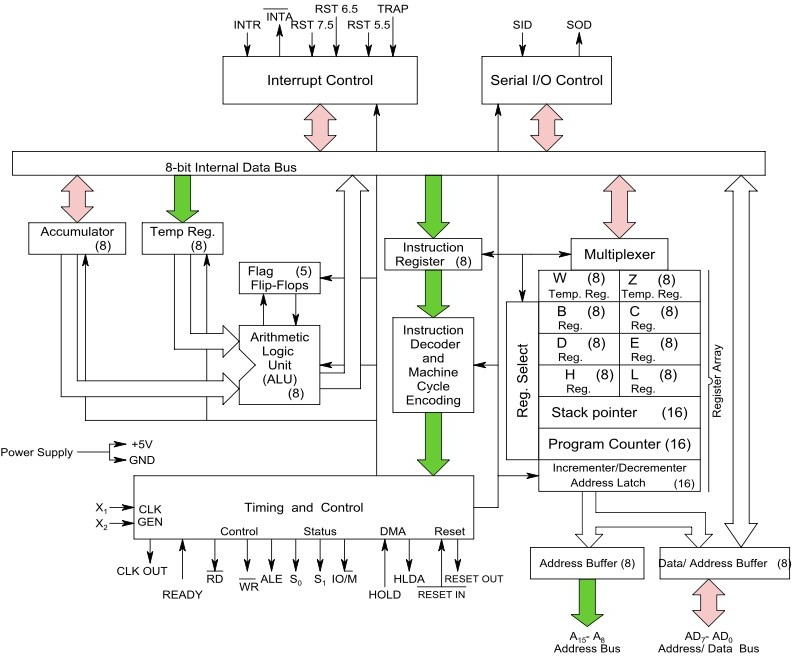 RST 6.5 TRAP
INTA
INTR RST 7.5 RST 5.5
SID SOD
Interrupt Control
Serial I/O Control
8-bit Internal Data Bus
Accumulator
(8)
Temp Reg.
(8)
Instruction
Register (8)
Multiplexer
Flag (5)
Flip-Flops
Arithmetic
Logic
Unit
(ALU)
(8)
Instruction
Decoder
and
Machine
Cycle
Encoding
Reg. Select
W (8)
Temp. Reg.
Z (8)
Temp. Reg.
B (8)
Reg.
C (8)
Reg.
D (8)
Reg.
E (8)
Reg.
H (8)
Reg.
L (8)
Reg.
Stack pointer (16)
Program Counter (16)
Incrementer/Decrementer
Address Latch (16)
Register Array
Power Supply
+5V
GND
X1
X2
CLK
GEN
Timing and Control
Control Status DMA Reset
CLK OUT
READY
RD
WR
ALE
S0
S1
IO/M
HOLD
HLDA
RESET IN
RESET OUT
Address Buffer (8)
Data/ Address Buffer (8)
A15- A8
Address Bus
AD7- AD0
Address/ Data Bus